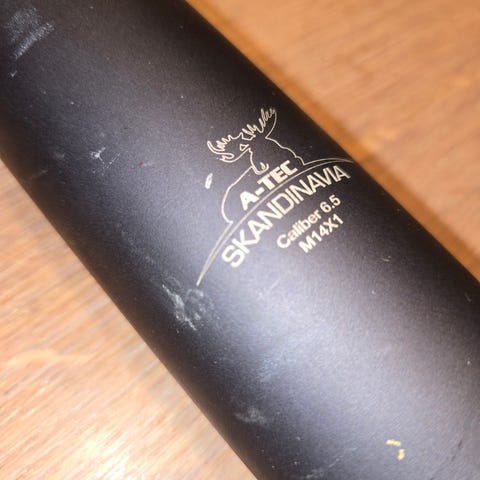 A-TEC
SKANDINAVIA
Caliber 6.5
M14X1